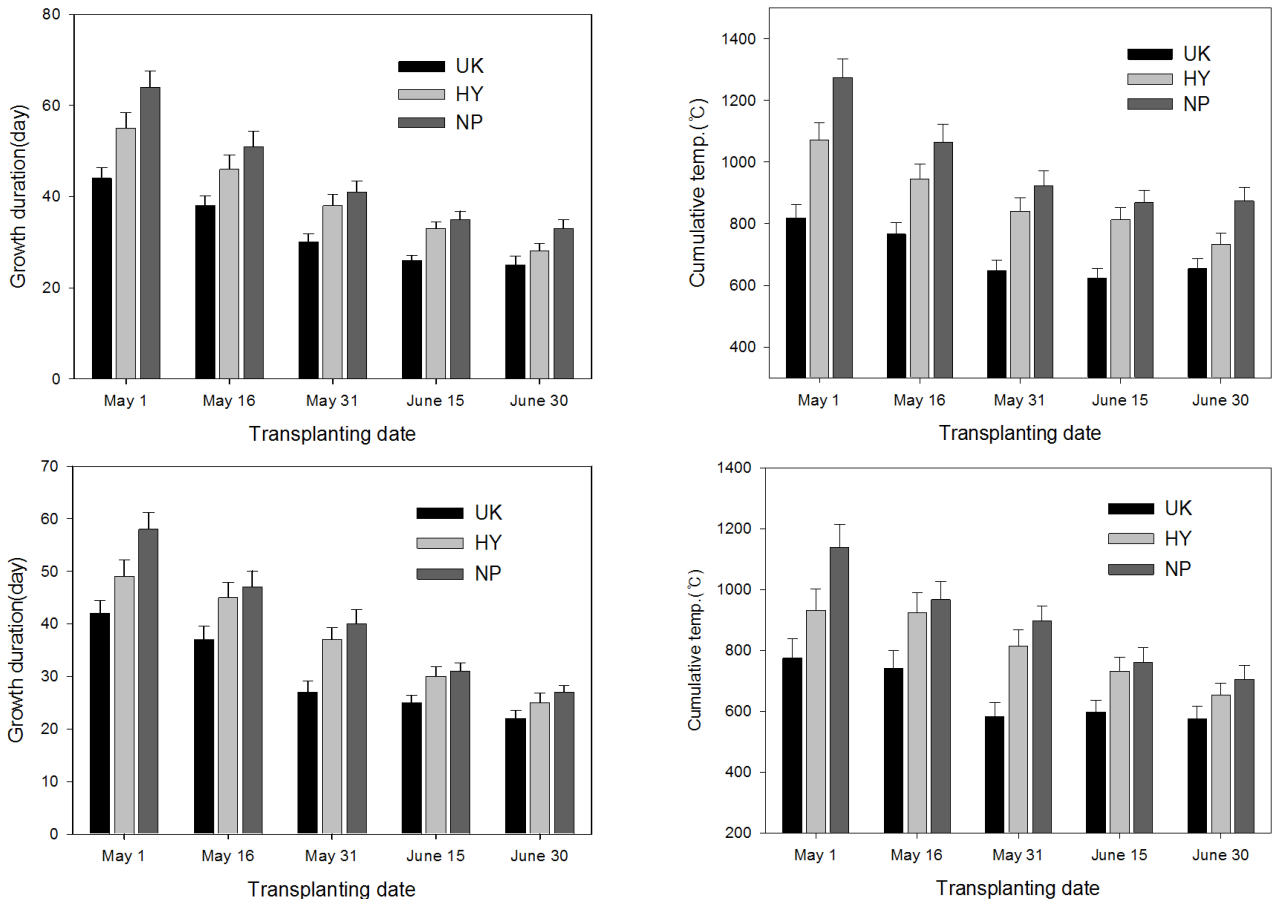 Growth duration(day)
80
60
40
20
0
UK
HY
NP
May 1 May 16 May 31 June 15 June 30
Transplanting date
Cumulative temp.(℃)
1400
1200
1000
800
600
400
UK
HY
NP
May 1 May 16 May 31 June 15 June 30
Transplanting date
Growth duration(day)
70
60
50
40
30
20
10
0
UK
HY
NP
May 1 May 16 May 31 June 15 June 30
Transplanting date
Cumulative temp.(℃)
1400
1200
1000
800
600
400
200
UK
HY
NP
May 1 May 16 May 31 June 15 June 30
Transplanting date